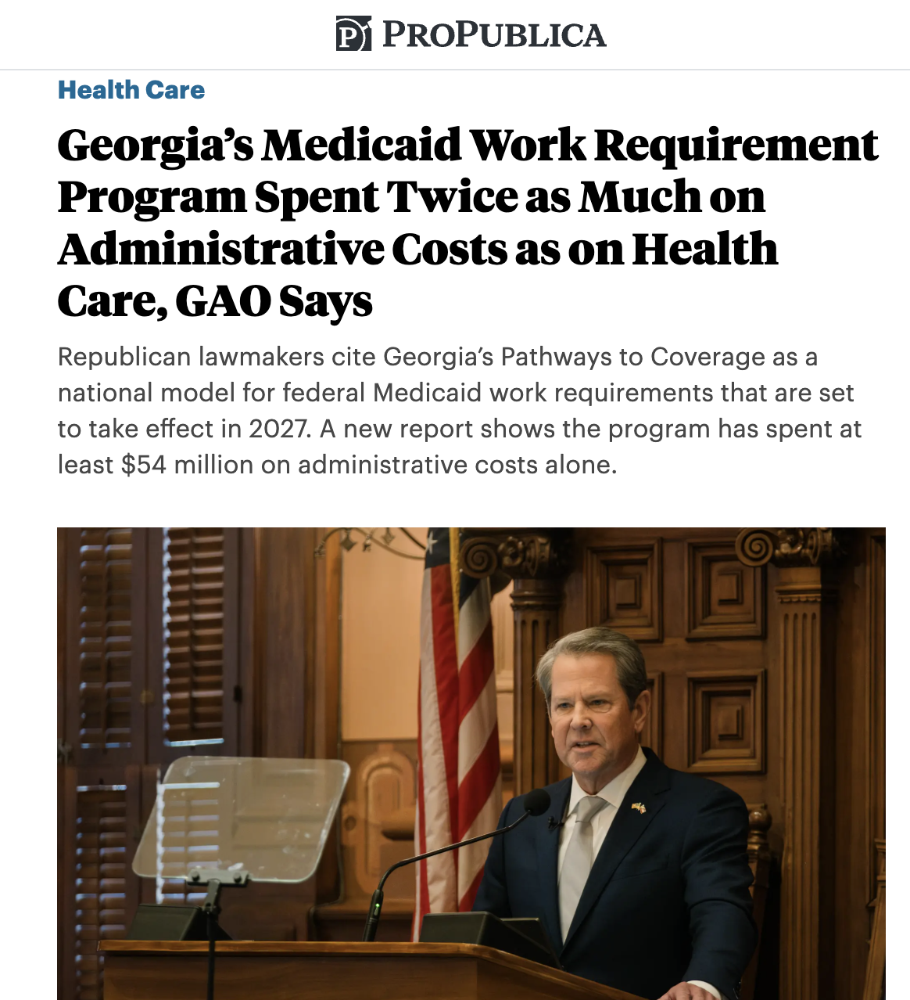 P PROPUBLICA
Health Care
Georgia’s Medicaid Work Requirement
Program Spent Twice as Much on
Administrative Costs as on Health
Care, GAO Says
Republican lawmakers cite Georgia’s Pathways to Coverage as a
national model for federal Medicaid work requirements that are set
to take effect in 2027. A new report shows the program has spent at
least $54 million on administrative costs alone.